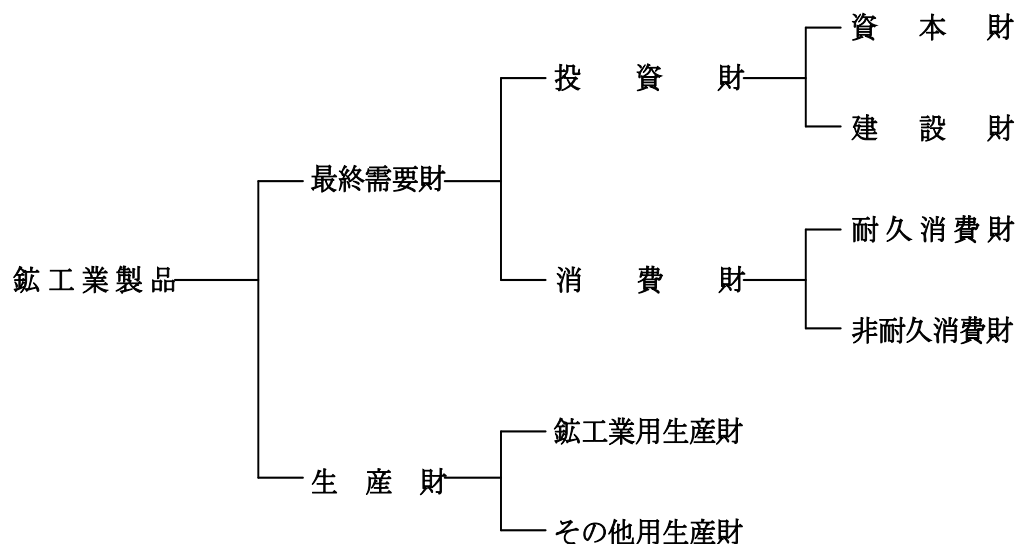 鉱工業製品
最終需要財
投資財
資本財
建設財
消費財
耐久消費財
非耐久消費財
生産財
鉱工業用生産財
その他用生産財